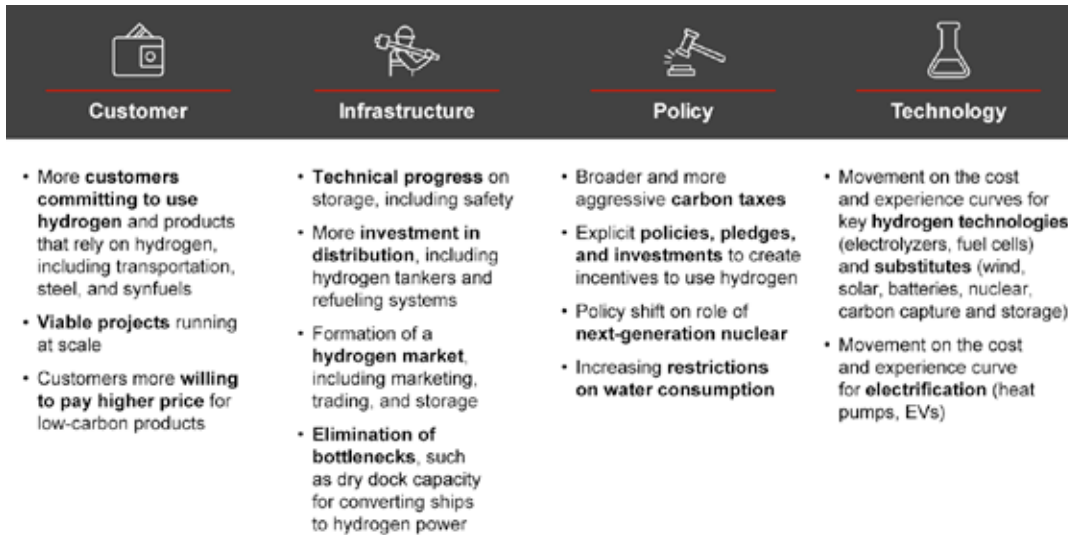 Customer
Infrastructure
Policy
Technology
• More customers
committing to use
hydrogen and products
that rely on hydrogen,
including transportation,
steel, and synfuels
• Viable projects running
at scale
• Customers more willing
to pay higher price for
low-carbon products
• Technical progress on
storage, including safety
• More investment in
distribution, including
hydrogen tankers and
refueling systems
• Formation of a
hydrogen market,
including marketing,
trading, and storage
• Elimination of
bottlenecks, such
as dry dock capacity
for converting ships
to hydrogen power
• Broader and more
aggressive carbon taxes
• Explicit policies, pledges,
and investments to create
incentives to use hydrogen
• Policy shift on role of
next-generation nuclear
• Increasing restrictions
on water consumption
• Movement on the cost
and experience curves for
key hydrogen technologies
(electrolyzers, fuel cells)
and substitutes (wind,
solar, batteries, nuclear,
carbon capture and storage)
• Movement on the cost
and experience curve
for electrification (heat
pumps, EVs)